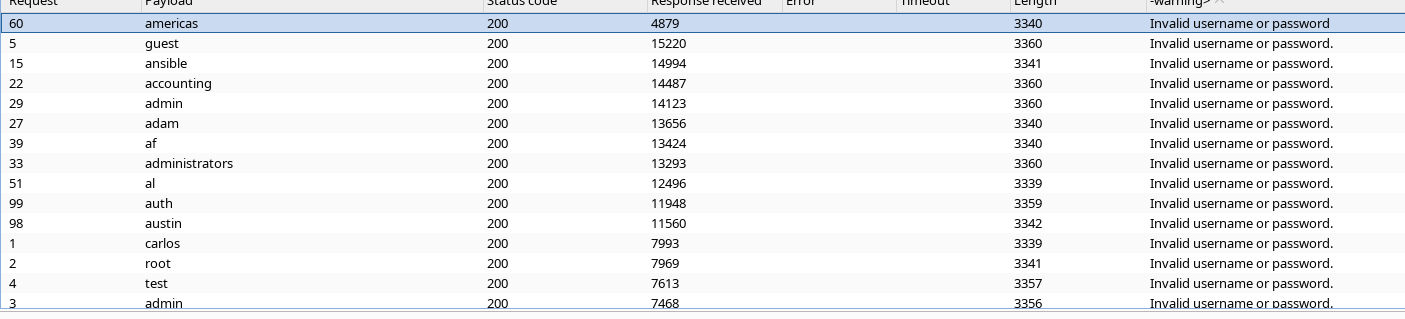 Request Payload Status code Response received Error Timeout Length -warning> ^
60 americas 200 4879 3340 Invalid username or password
5 guest 200 15220 3360 Invalid username or password.
15 ansible 200 14994 3341 Invalid username or password.
22 accounting 200 14487 3360 Invalid username or password.
29 admin 200 14123 3360 Invalid username or password.
27 adam 200 13656 3340 Invalid username or password.
39 af 200 13424 3340 Invalid username or password.
33 administrators 200 13293 3360 Invalid username or password.
51 al 200 12496 3339 Invalid username or password.
99 auth 200 11948 3359 Invalid username or password.
98 austin 200 11560 3342 Invalid username or password.
1 carlos 200 7993 3339 Invalid username or password.
2 root 200 7969 3341 Invalid username or password.
4 test 200 7613 3357 Invalid username or password.
3 admin 200 7468 3356 Invalid username or password.